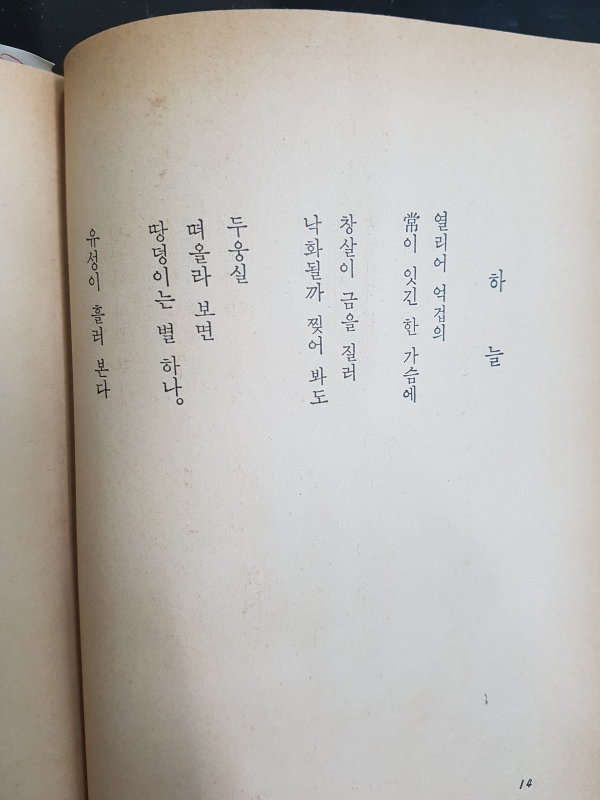 하늘
열리어 억겁의
常이 잇긴 한 가슴에
창살이 금을 질러
낙화될까 찢어 봐도
두웅실
떠올라 보면
땅덩이는 별 하나.
유성이 흘러 본다
14